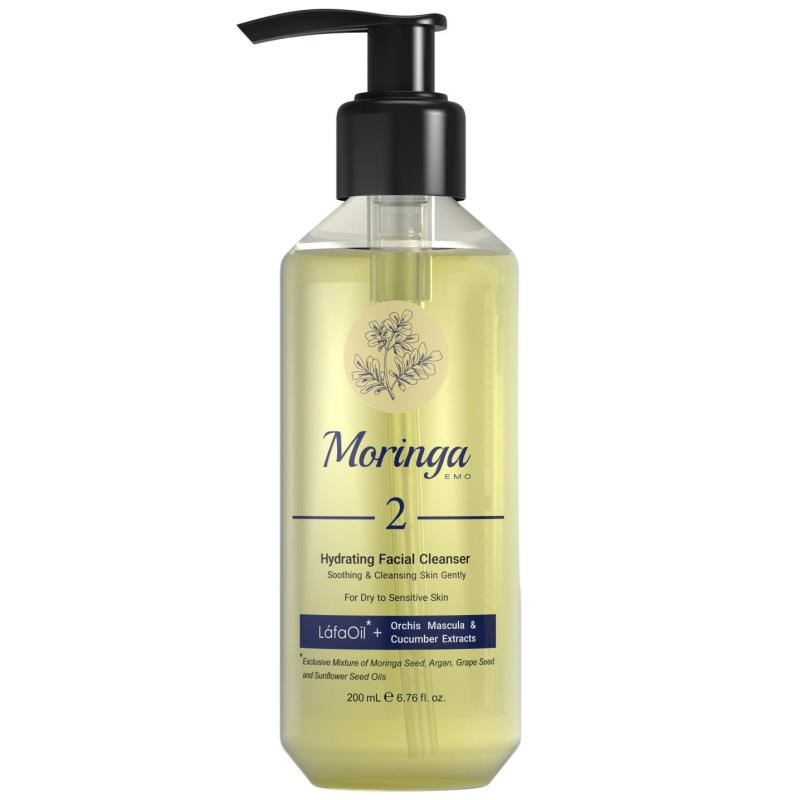 Moringa
EMO
2
Hydrating Facial Cleanser
Soothing & Cleansing Skin Gently
For Dry to Sensitive Skin
LáfaOil* + Orchis Mascula &
Cucumber Extracts
*Exclusive Mixture of Moringa Seed, Argan, Grape Seed
and Sunflower Seed Oils
200 mL ℮ 6.76 fl. oz.